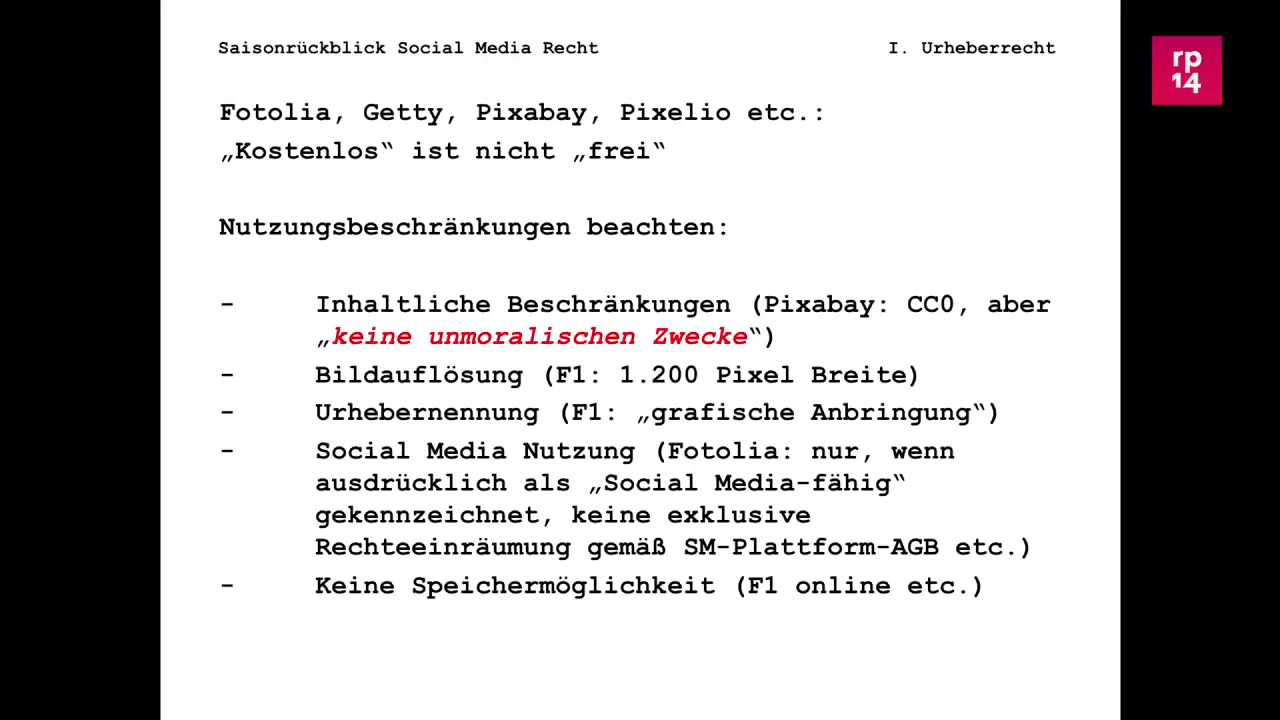 Saisonrückblick Social Media Recht
I. Urheberrecht
rp
14
Fotolia, Getty, Pixabay, Pixelio etc.:
„Kostenlos“ ist nicht „frei“
Nutzungsbeschränkungen beachten:
- Inhaltliche Beschränkungen (Pixabay: CC0, aber
„keine unmoralischen Zwecke“)
- Bildauflösung (F1: 1.200 Pixel Breite)
- Urhebernennung (F1: „grafische Anbringung“)
- Social Media Nutzung (Fotolia: nur, wenn
ausdrücklich als „Social Media-fähig“
gekennzeichnet, keine exklusive
Rechteeinräumung gemäß SM-Plattform-AGB etc.)
- Keine Speichermöglichkeit (F1 online etc.)